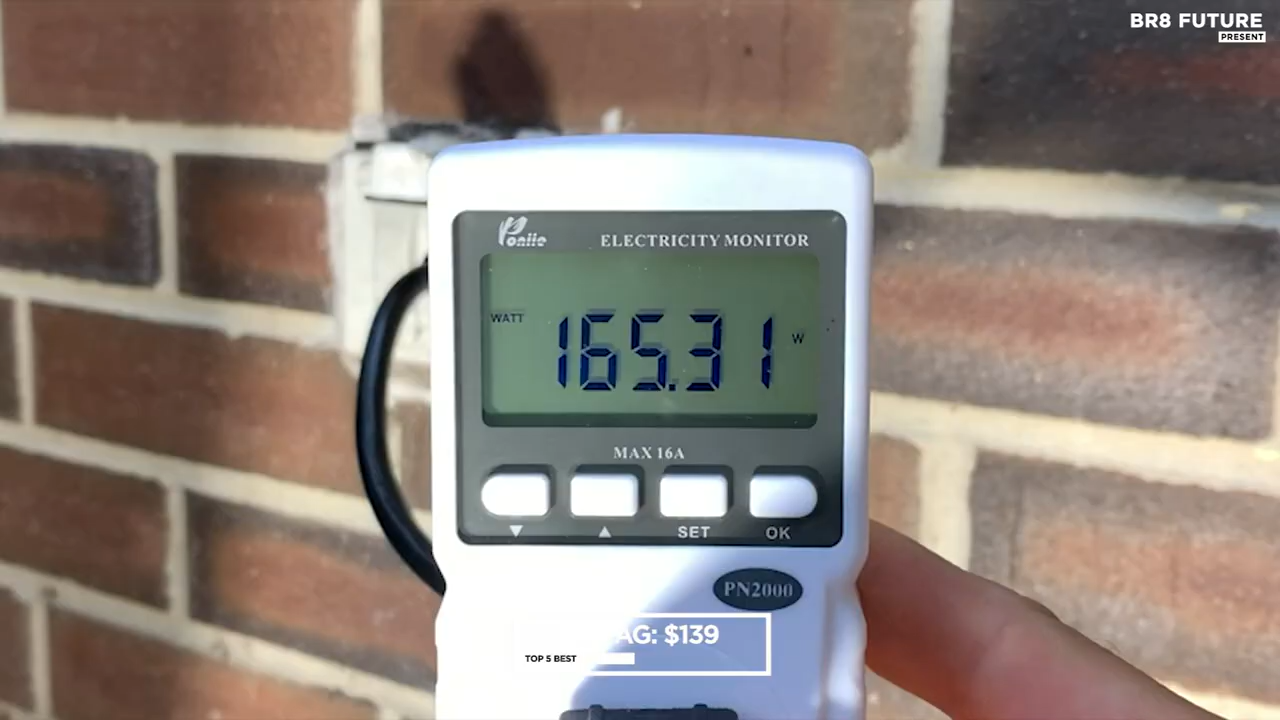 BR8 FUTURE
PRESENT
Poniie
ELECTRICITY MONITOR
WATT
165.31
W
MAX 16A
▼ ▲ SET OK
PN2000
AG: $139
TOP 5 BEST